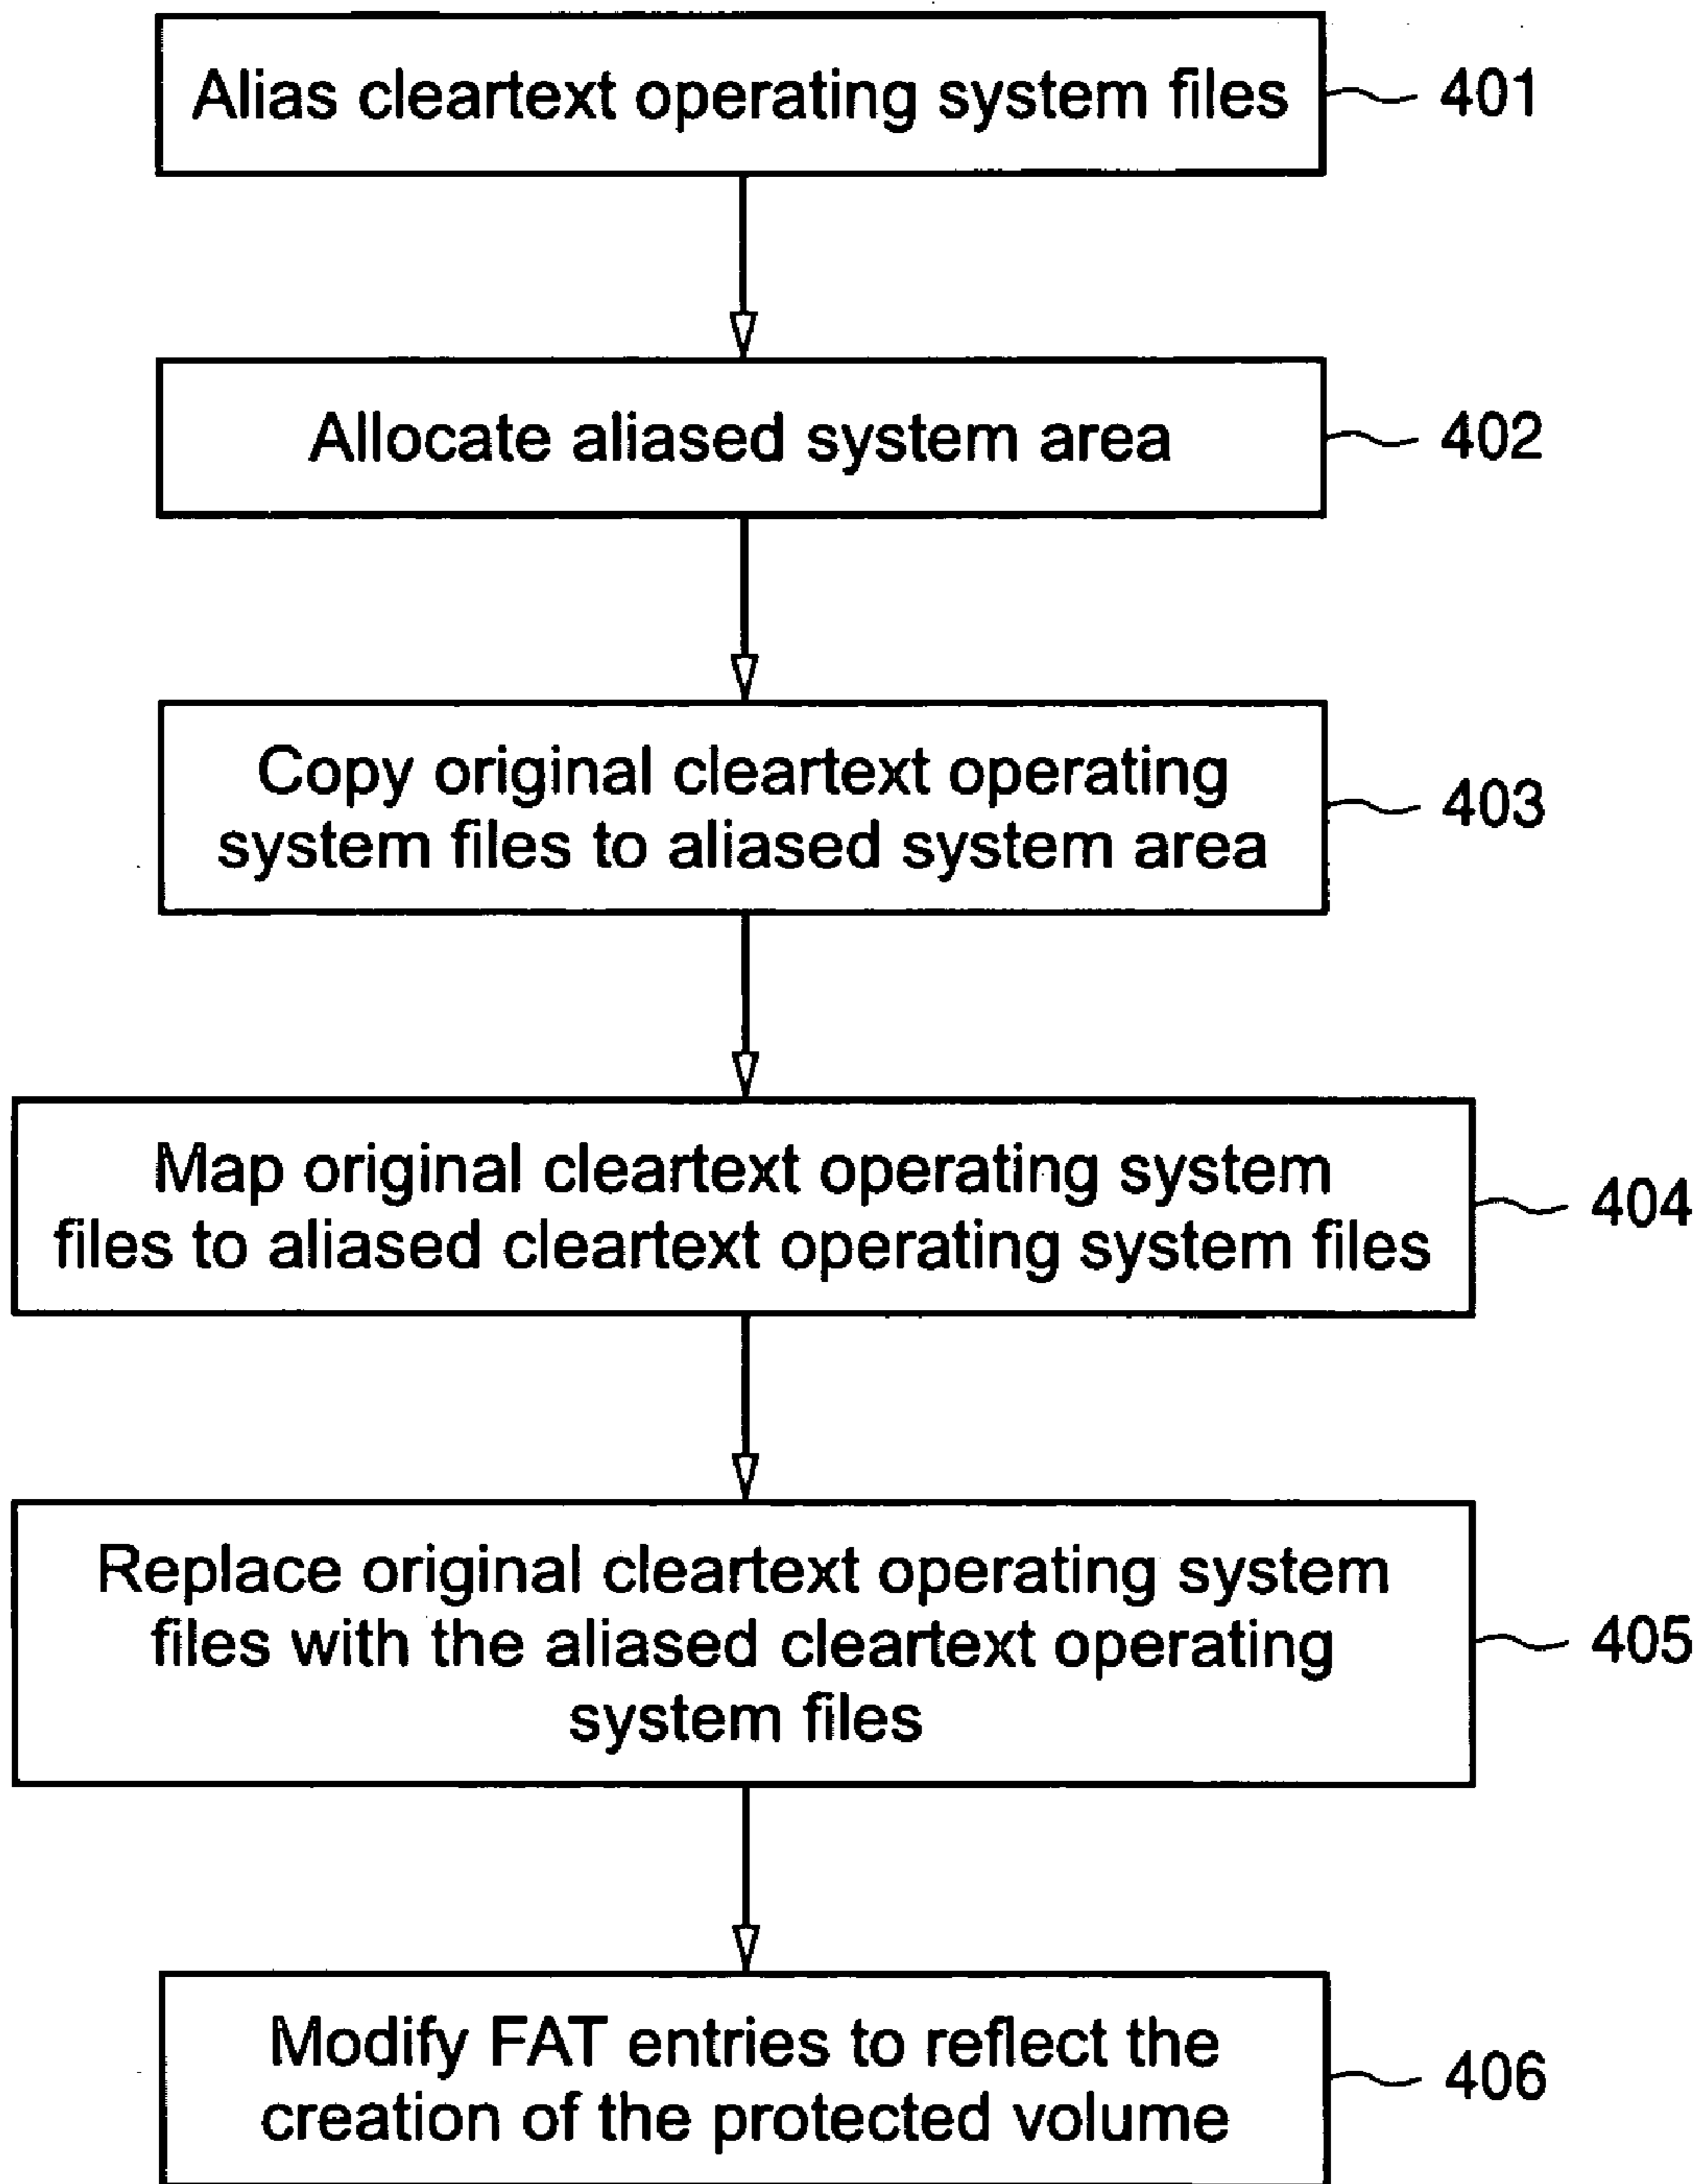 Alias cleartext operating system files
401
Allocate aliased system area
402
Copy original cleartext operating
system files to aliased system area
403
Map original cleartext operating system
files to aliased cleartext operating system files
404
Replace original cleartext operating system
files with the aliased cleartext operating
system files
405
Modify FAT entries to reflect the
creation of the protected volume
406